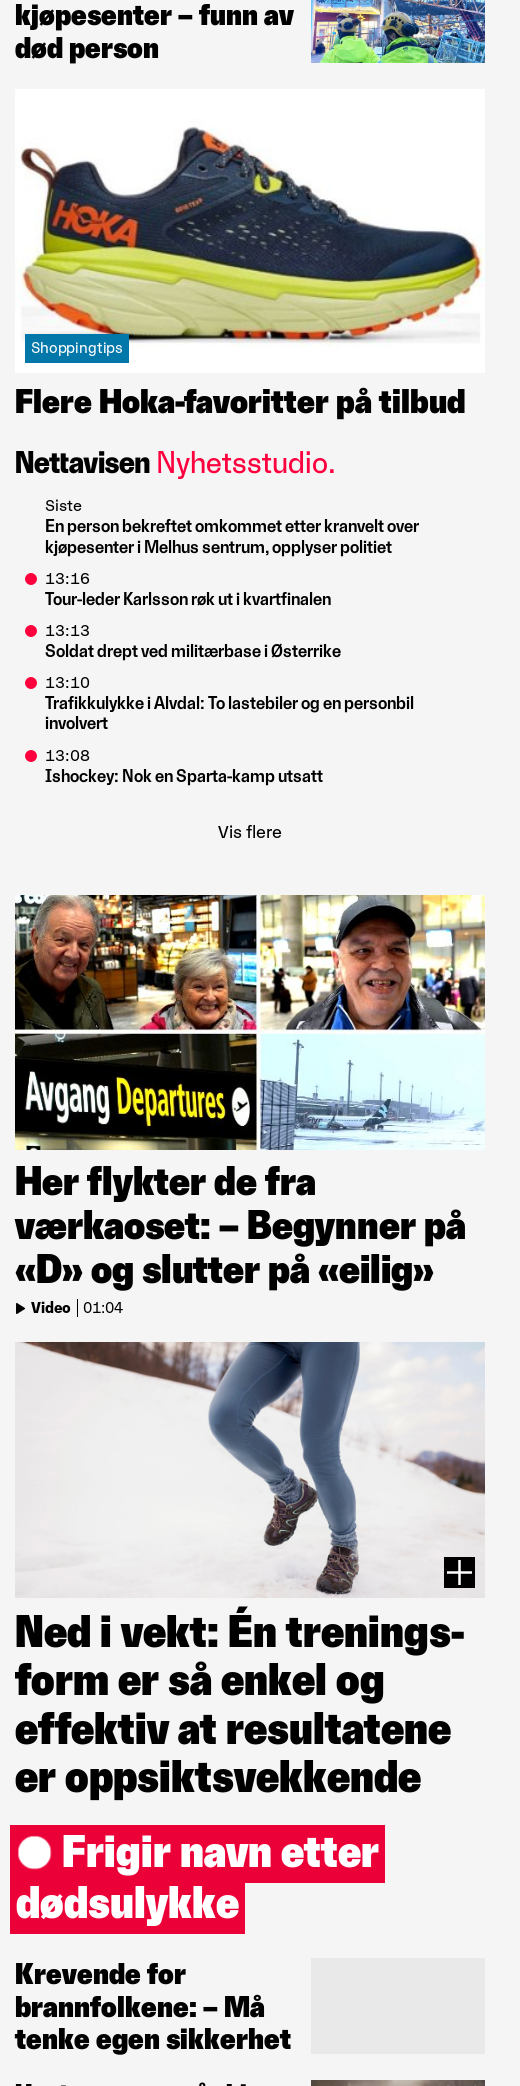 kjøpesenter – funn av
død person
HOKA
GORE-TEX
Shoppingtips
Flere Hoka-favoritter på tilbud
Nettavisen Nyhetsstudio.
Siste
En person bekreftet omkommet etter kranvelt over
kjøpesenter i Melhus sentrum, opplyser politiet
13:16
Tour-leder Karlsson røk ut i kvartfinalen
13:13
Soldat drept ved militærbase i Østerrike
13:10
Trafikkulykke i Alvdal: To lastebiler og en personbil
involvert
13:08
Ishockey: Nok en Sparta-kamp utsatt
Vis flere
Avgang Departures
Her flykter de fra
værkaoset: – Begynner på
«D» og slutter på «eilig»
Video | 01:04
Ned i vekt: Én trenings-
form er så enkel og
effektiv at resultatene
er oppsiktsvekkende
Frigir navn etter
dødsulykke
Krevende for
brannfolkene: – Må
tenke egen sikkerhet